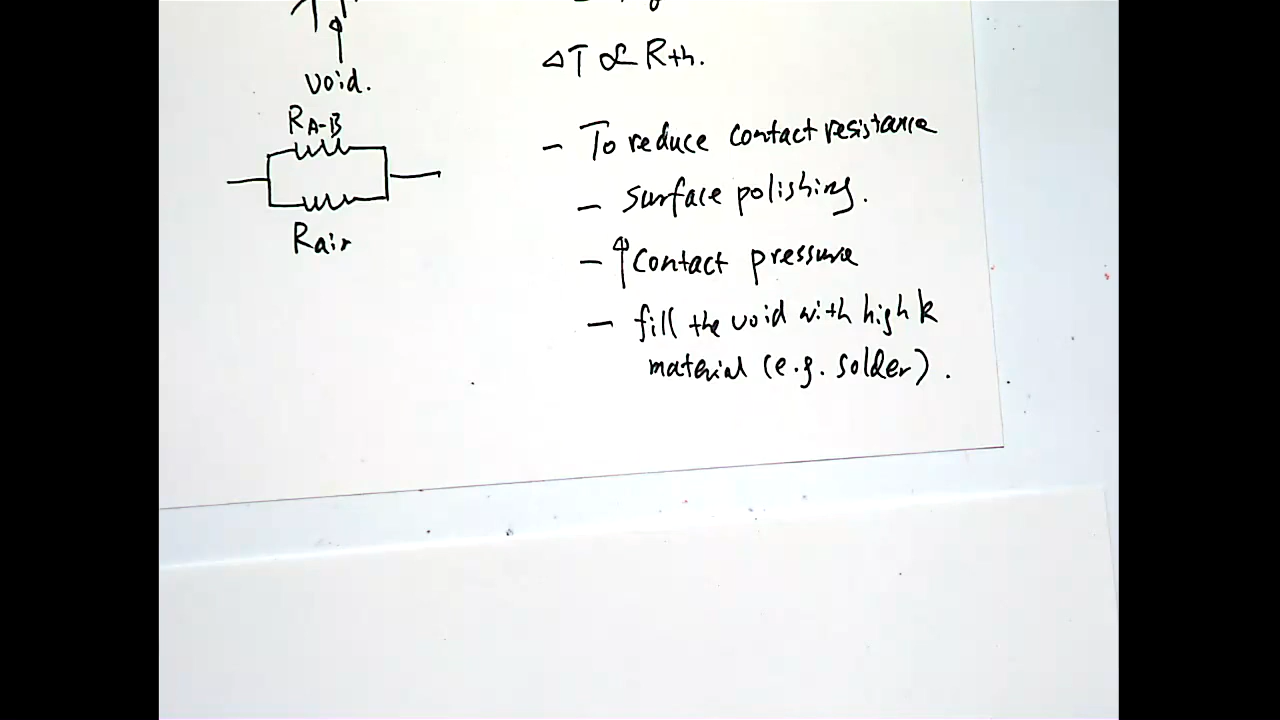 void.
R A-B
Rair
ΔT ∝ Rth.
- To reduce contact resistance
- surface polishing.
- ↑ contact pressure
- fill the void with high k
material (e.g. solder).